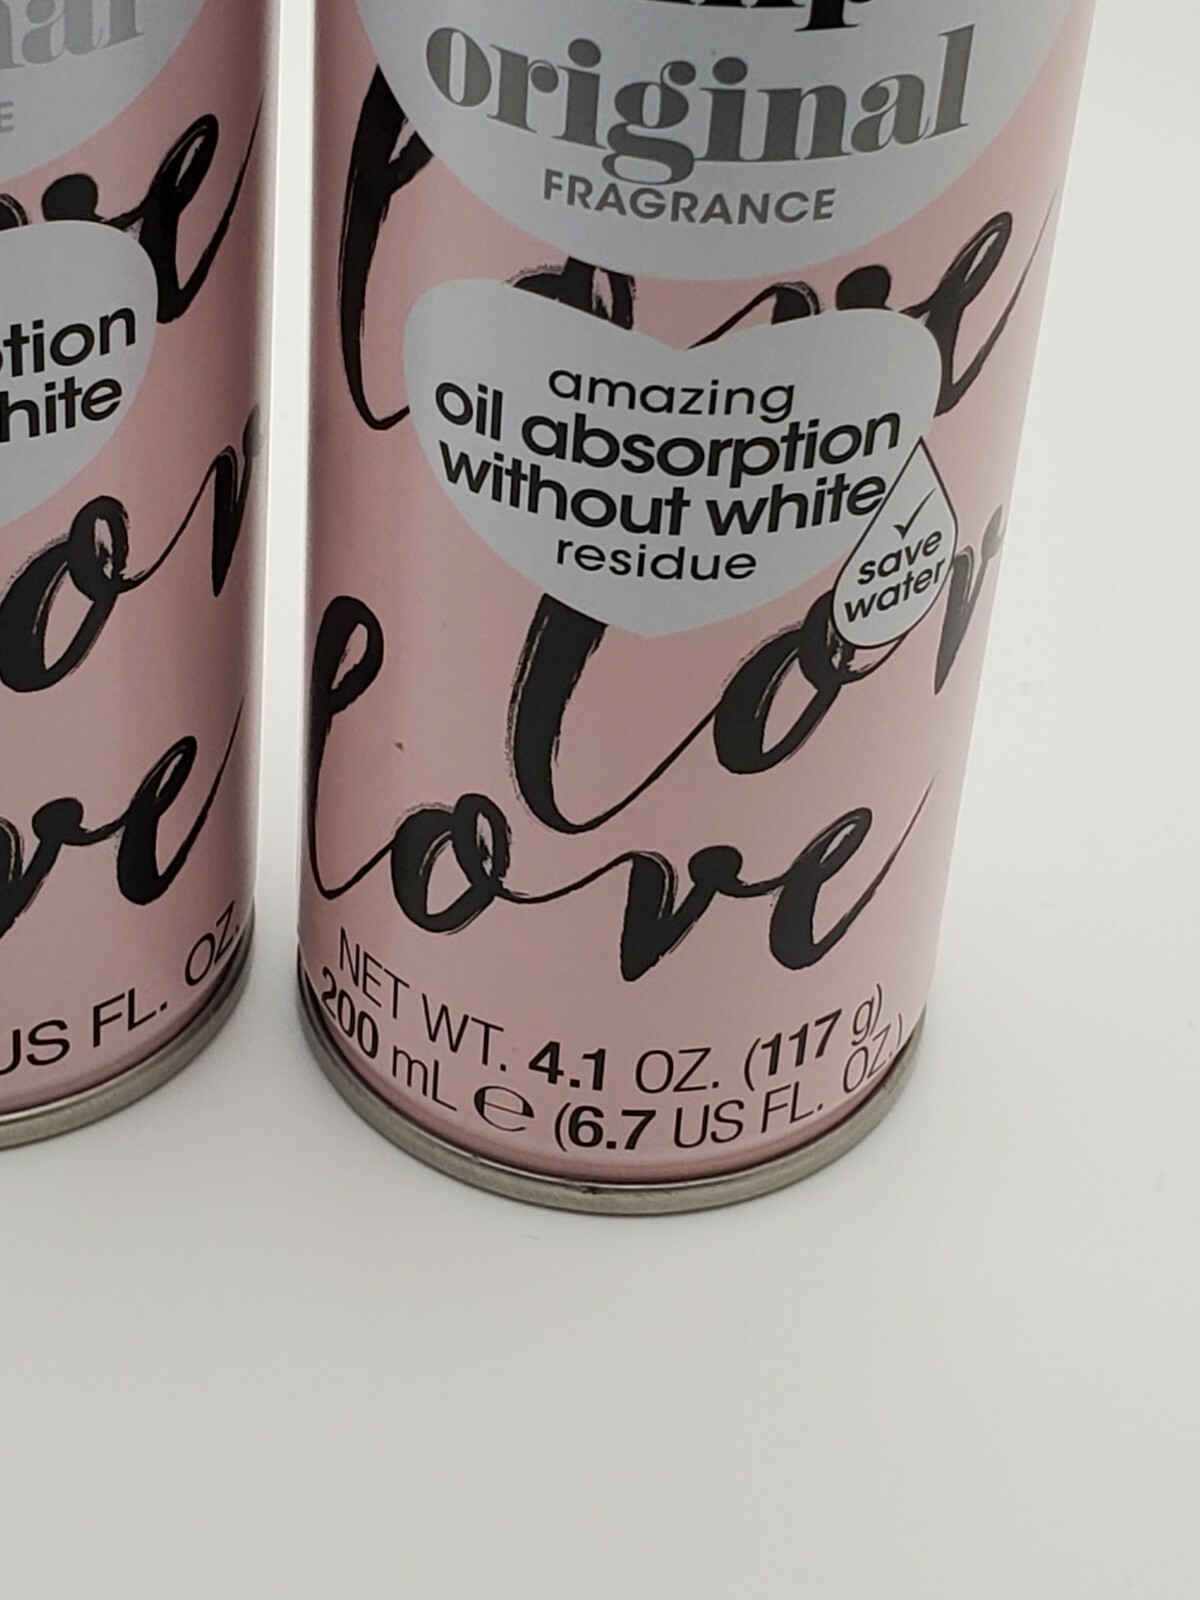 original
FRAGRANCE
love
amazing
oil absorption
without white
residue
save
water
love
love
NET WT. 4.1 OZ. (117 g)
200 mL e (6.7 US FL. OZ.)
hite
US FL. OZ.